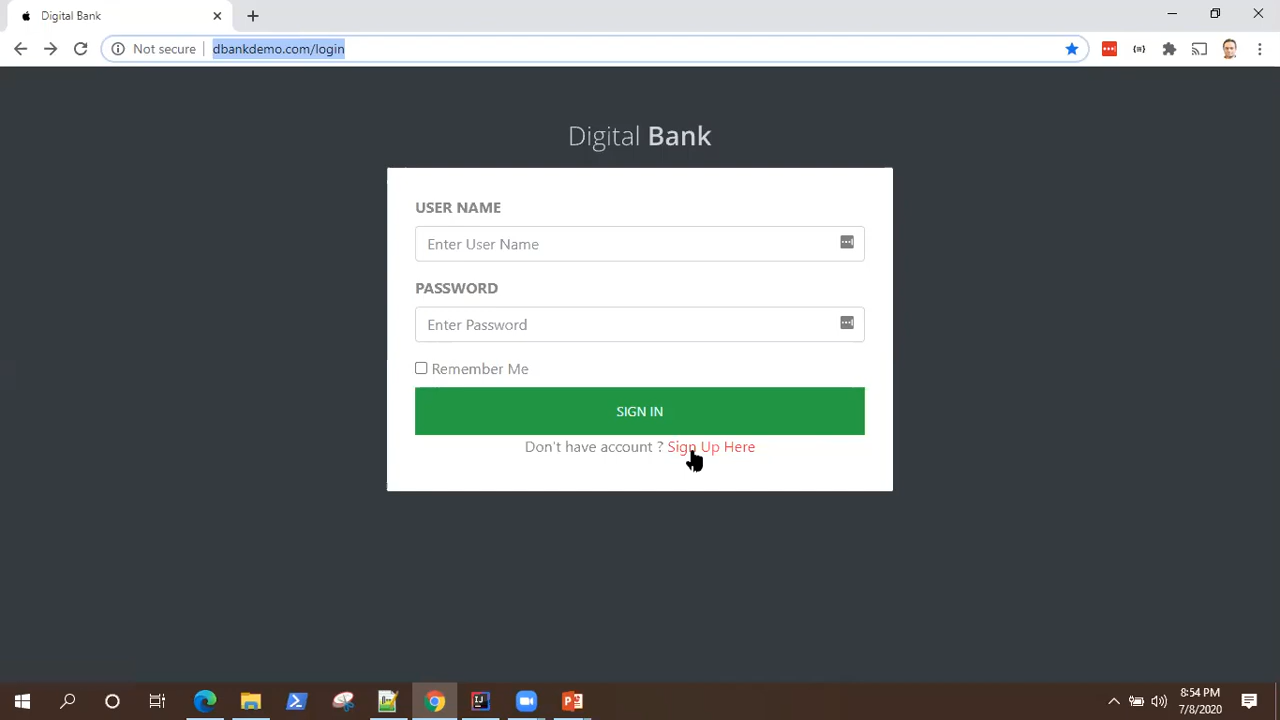 Digital Bank
Not secure
dbankdemo.com/login
Digital Bank
USER NAME
Enter User Name
PASSWORD
Enter Password
Remember Me
SIGN IN
Don't have account ? Sign Up Here
8:54 PM
7/8/2020